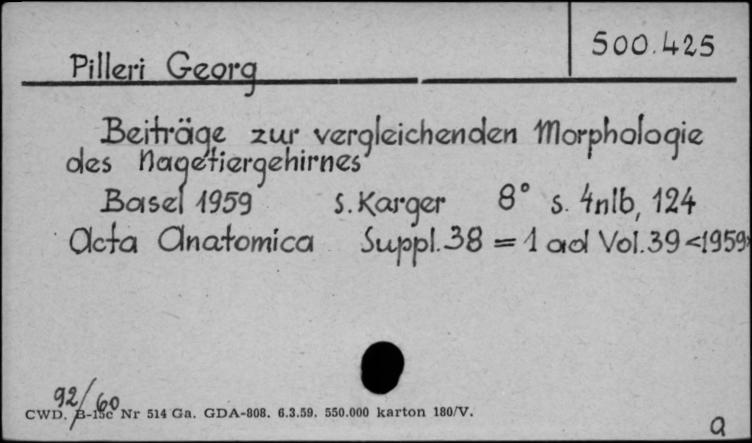 500.425
Pilleri Georg
Beiträge zur vergleichenden Morphologie
des Nagetiergehirnes
Basel 1959 S. Karger 8° s. 4nlb, 124
Acta Anatomica Suppl. 38 = 1 ad Vol. 39 <1959>
92/60
CWD. B-15c Nr 514 Ga. GDA-808. 6.3.59. 550.000 karton 180/V.
a